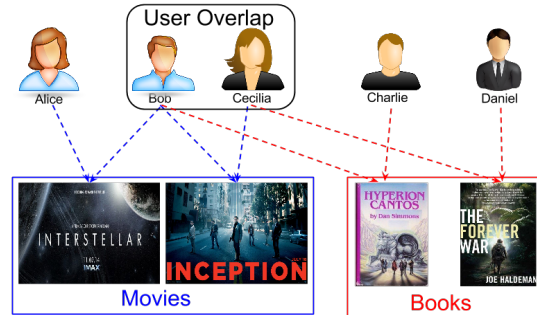 User Overlap
Alice
Bob
Cecilia
Charlie
Daniel
INTERSTELLAR
IMAX
INCEPTION
HYPERION
CANTOS
by Dan Simmons
THE
FOREVER
WAR
JOE HALDEMAN
Movies
Books